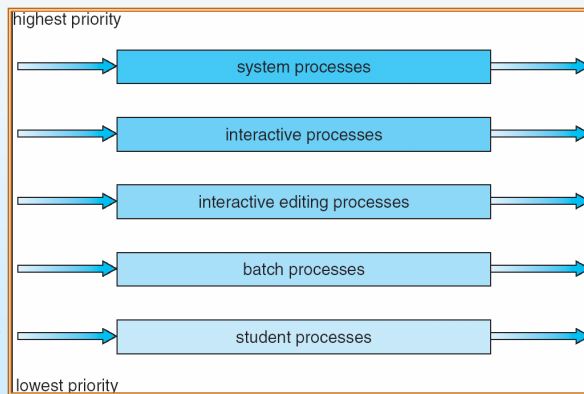 highest priority
system processes
interactive processes
interactive editing processes
batch processes
student processes
lowest priority